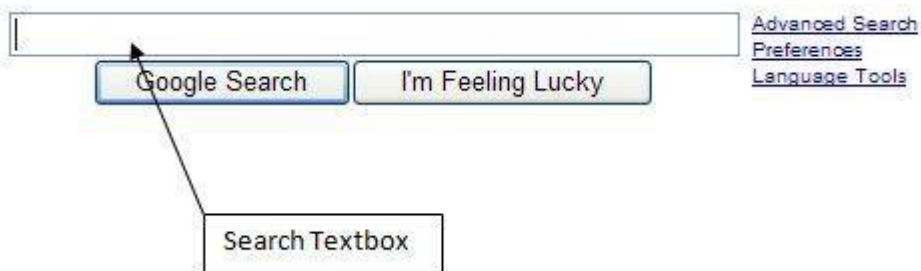 Advanced Search
Preferences
Language Tools
Google Search
I'm Feeling Lucky
Search Textbox